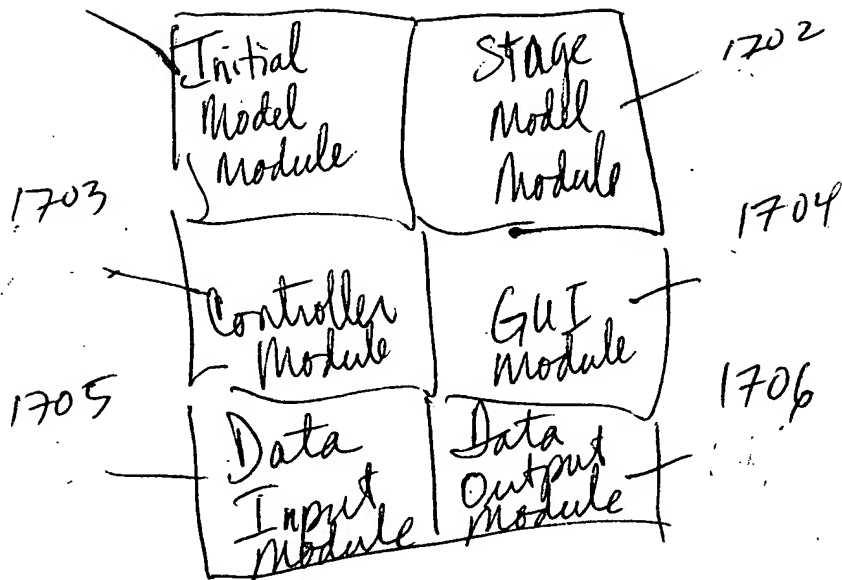 Initial
Model
Module
Stage
Model
Module
1702
1703
1704
Controller
Module
GUI
Module
1705
1706
Data
Input
Module
Data
Output
Module